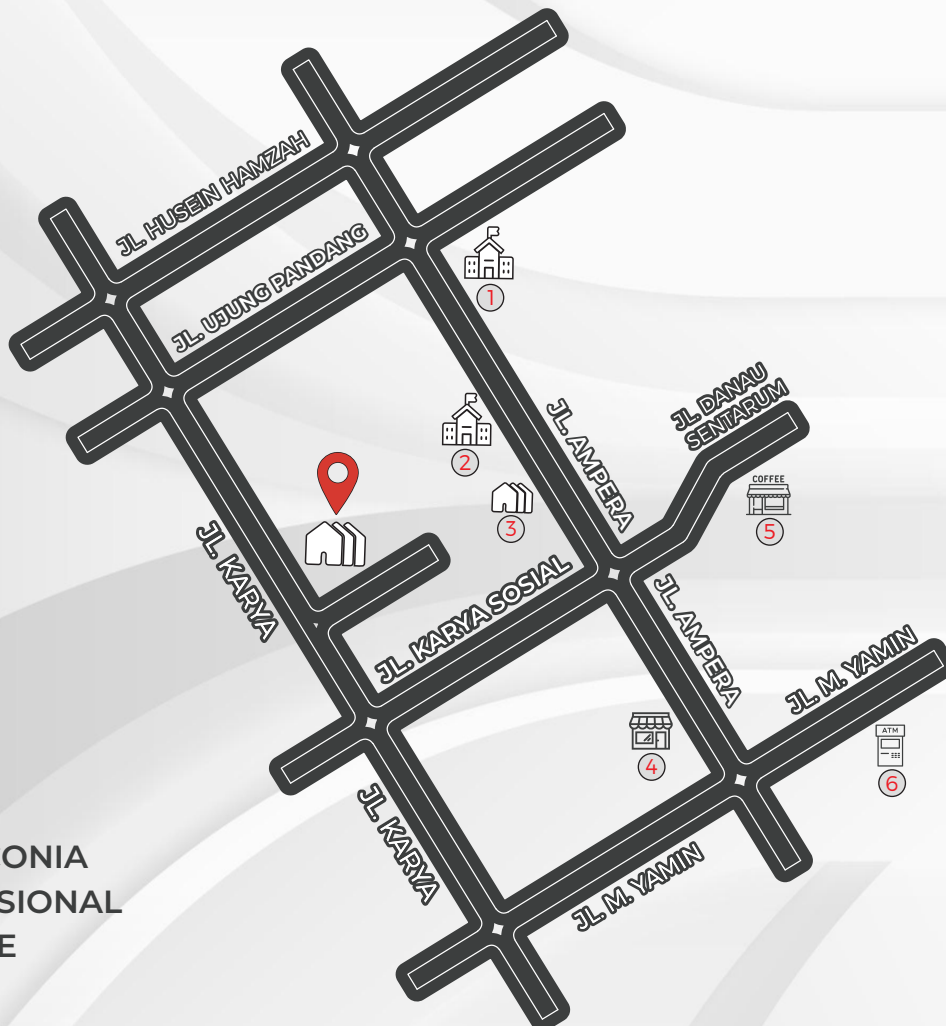 JL. HUSEIN HAMZAH
JL. UJUNG PANDANG
1
JL. DANAU
SENTARUM
2
JL. AMPERA
3
COFFEE
5
JL. KARYA
JL. KARYA SOSIAL
JL. AMPERA
JL. M. YAMIN
4
ATM
6
JL. KARYA
JL. M. YAMIN
ONIA
SIONAL
E